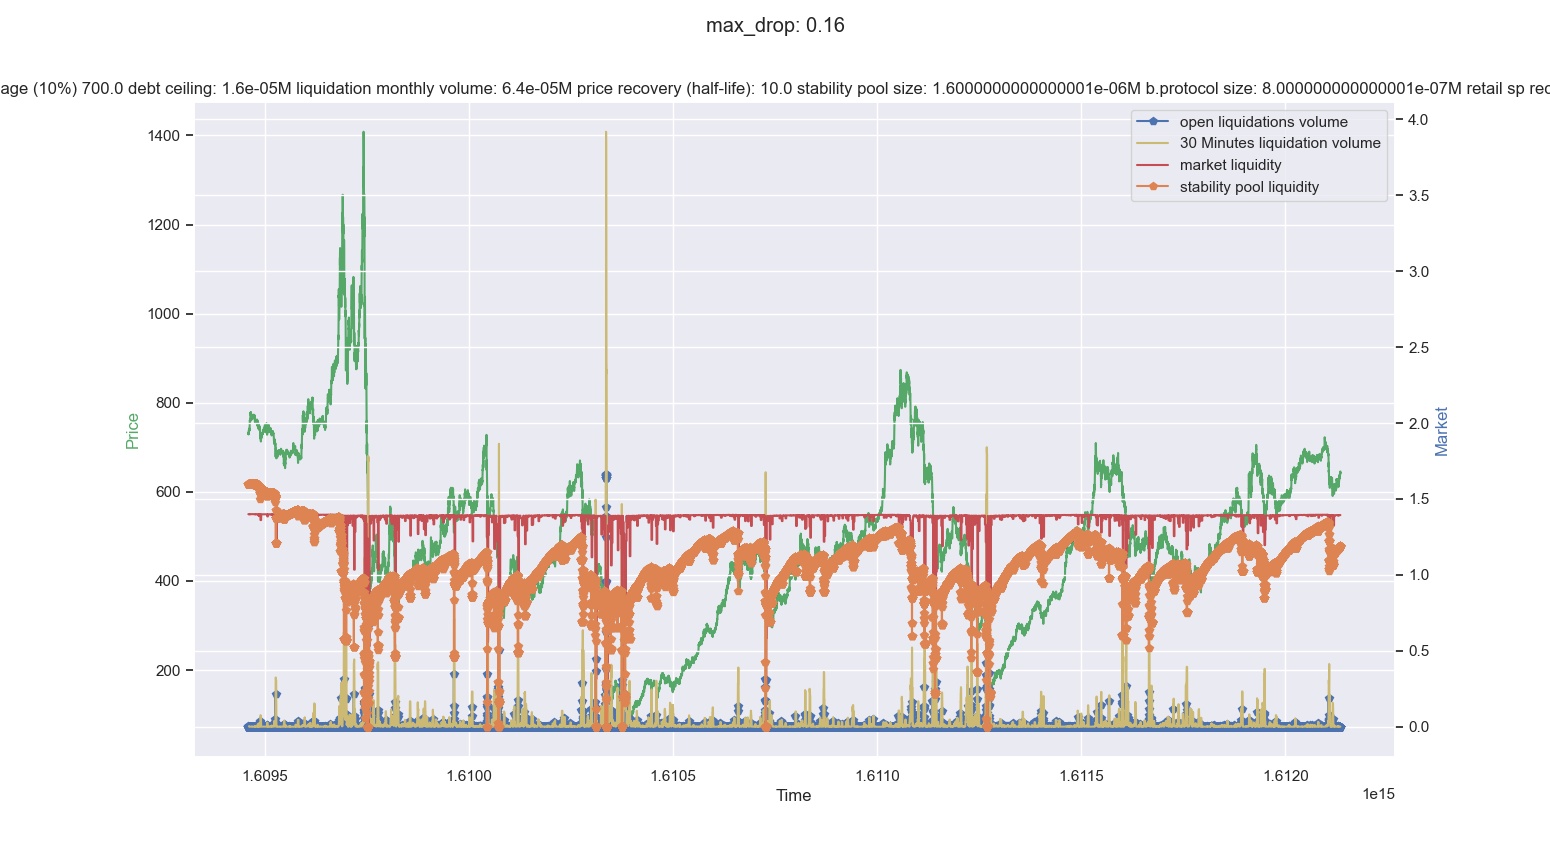 max_drop: 0.16
age (10%) 700.0 debt ceiling: 1.6e-05M liquidation monthly volume: 6.4e-05M price recovery (half-life): 10.0 stability pool size: 1.6000000000000001e-06M b.protocol size: 8.000000000000001e-07M retail sp rec
open liquidations volume
30 Minutes liquidation volume
market liquidity
stability pool liquidity
1400
1200
1000
800
600
400
200
Price
4.0
3.5
3.0
2.5
2.0
1.5
1.0
0.5
0.0
Market
1.6095 1.6100 1.6105 1.6110 1.6115 1.6120
Time
1e15